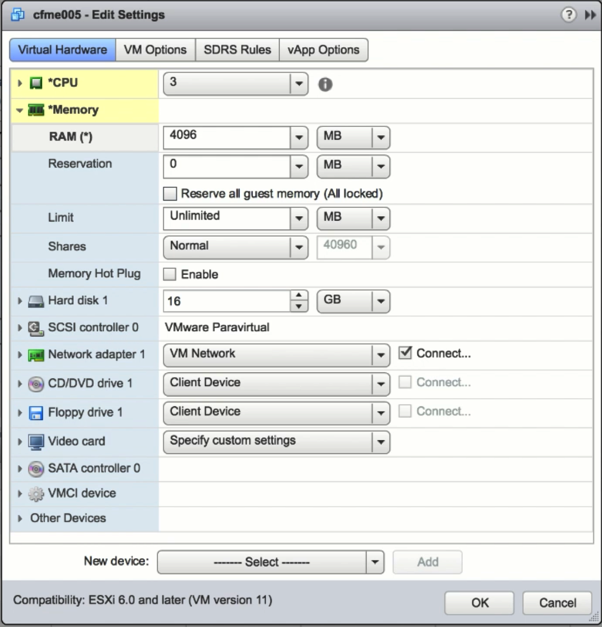 cfme005 - Edit Settings
Virtual Hardware VM Options SDRS Rules vApp Options
*CPU 3
*Memory
RAM (*) 4096 MB
Reservation 0 MB
Reserve all guest memory (All locked)
Limit Unlimited MB
Shares Normal 40960
Memory Hot Plug Enable
Hard disk 1 16 GB
SCSI controller 0 VMware Paravirtual
Network adapter 1 VM Network Connect...
CD/DVD drive 1 Client Device Connect...
Floppy drive 1 Client Device Connect...
Video card Specify custom settings
SATA controller 0
VMCI device
Other Devices
New device: ------- Select ------- Add
Compatibility: ESXi 6.0 and later (VM version 11) OK Cancel